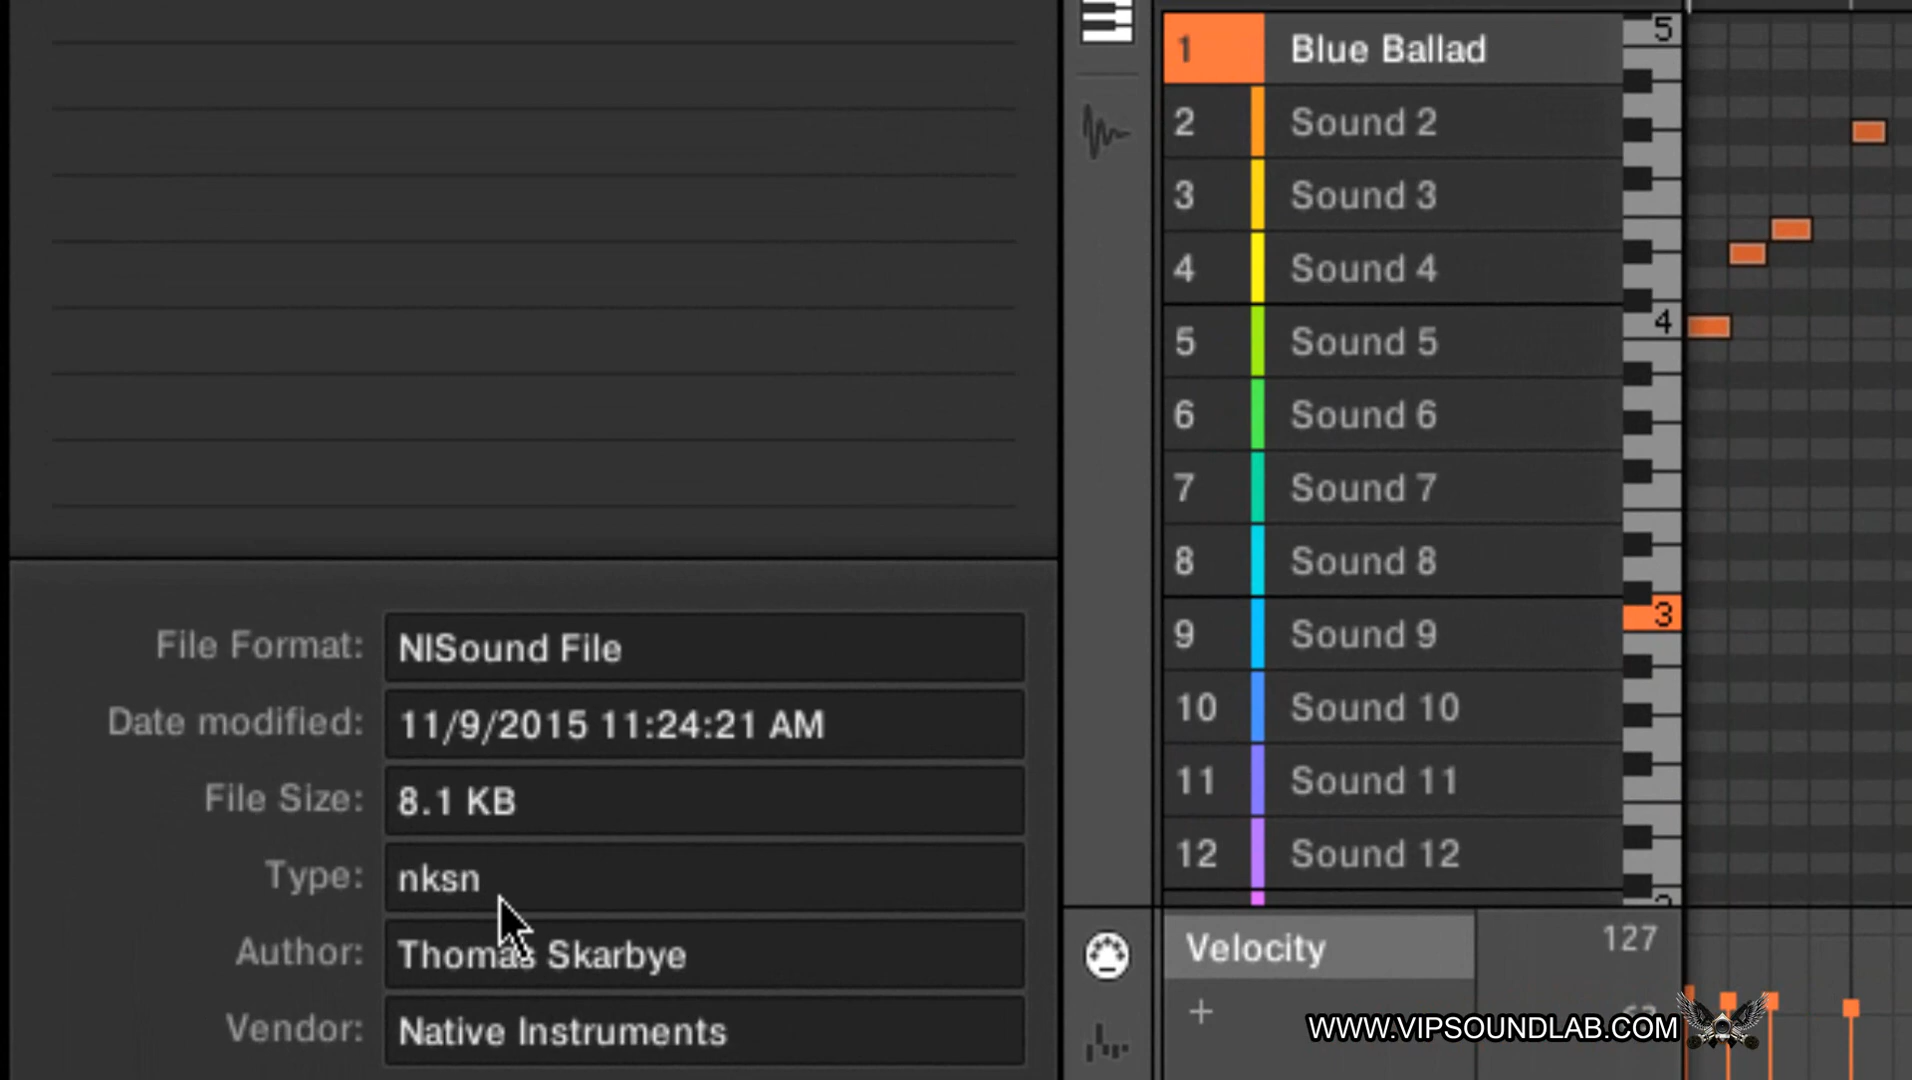 1 Blue Ballad
2 Sound 2
3 Sound 3
4 Sound 4
5 Sound 5
6 Sound 6
7 Sound 7
8 Sound 8
9 Sound 9
10 Sound 10
11 Sound 11
12 Sound 12
5
4
3
File Format: NISound File
Date modified: 11/9/2015 11:24:21 AM
File Size: 8.1 KB
Type: nksn
Author: Thomas Skarbye
Vendor: Native Instruments
Velocity 127
+
WWW.VIPSOUNDLAB.COM